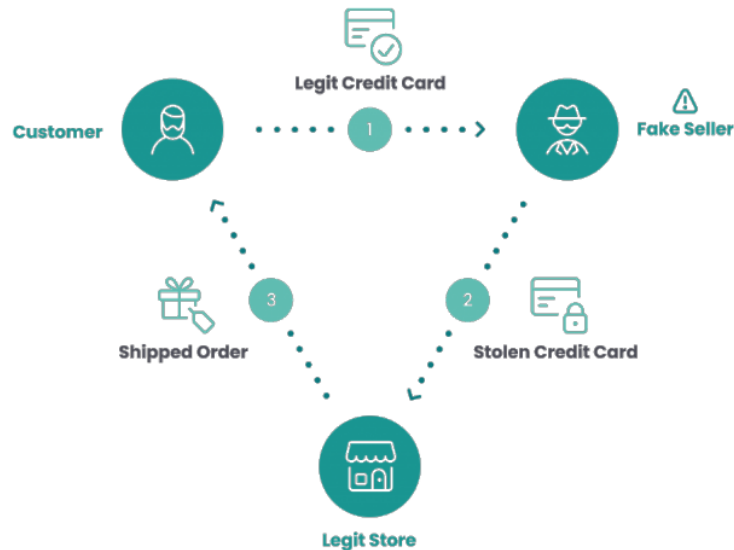 Legit Credit Card
Customer
1
Fake Seller
3
2
Shipped Order
Stolen Credit Card
Legit Store